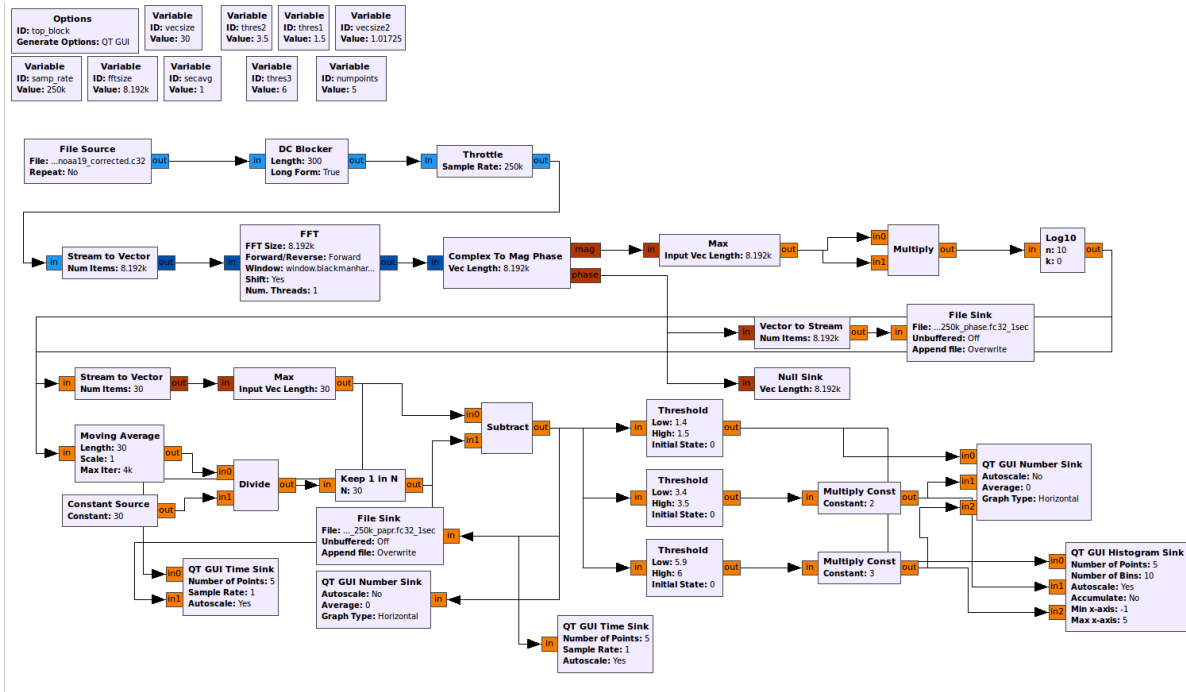 Options
ID: top_block
Generate Options: QT GUI
Variable
ID: vecsize
Value: 30
Variable
ID: thres2
Value: 3.5
Variable
ID: thres1
Value: 1.5
Variable
ID: vecsize2
Value: 1.01725
Variable
ID: samp_rate
Value: 250k
Variable
ID: fftsize
Value: 8.192k
Variable
ID: secavg
Value: 1
Variable
ID: thres3
Value: 6
Variable
ID: numpoints
Value: 5
File Source
File: ...noaa19_corrected.c32
Repeat: No
out
in
DC Blocker
Length: 300
Long Form: True
out
in
Throttle
Sample Rate: 250k
out
in
Stream to Vector
Num Items: 8.192k
out
in
FFT
FFT Size: 8.192k
Forward/Reverse: Forward
Window: window.blackmanhar...
Shift: Yes
Num. Threads: 1
out
in
Complex To Mag Phase
Vec Length: 8.192k
mag
phase
in
Max
Input Vec Length: 8.192k
out
in0
in1
Multiply
out
in
Log10
n: 10
k: 0
out
in
Vector to Stream
Num Items: 8.192k
out
in
File Sink
File: ...250k_phase.fc32_1sec
Unbuffered: Off
Append file: Overwrite
in
Null Sink
Vec Length: 8.192k
in
Stream to Vector
Num Items: 30
out
in
Max
Input Vec Length: 30
out
in0
in1
Subtract
out
in
Moving Average
Length: 30
Scale: 1
Max Iter: 4k
out
Constant Source
Constant: 30
out
in0
in1
Divide
out
in
Keep 1 in N
N: 30
out
in
Threshold
Low: 1.4
High: 1.5
Initial State: 0
out
in
Threshold
Low: 3.4
High: 3.5
Initial State: 0
out
in
Multiply Const
Constant: 2
out
in
Threshold
Low: 5.9
High: 6
Initial State: 0
out
in
Multiply Const
Constant: 3
out
in0
in1
in2
QT GUI Number Sink
Autoscale: No
Average: 0
Graph Type: Horizontal
in0
in1
in2
QT GUI Histogram Sink
Number of Points: 5
Number of Bins: 10
Autoscale: Yes
Accumulate: No
Min x-axis: -1
Max x-axis: 5
File Sink
File: ..._250k_papr.fc32_1sec
Unbuffered: Off
Append file: Overwrite
in
in0
in1
QT GUI Time Sink
Number of Points: 5
Sample Rate: 1
Autoscale: Yes
QT GUI Number Sink
Autoscale: No
Average: 0
Graph Type: Horizontal
in
in
QT GUI Time Sink
Number of Points: 5
Sample Rate: 1
Autoscale: Yes